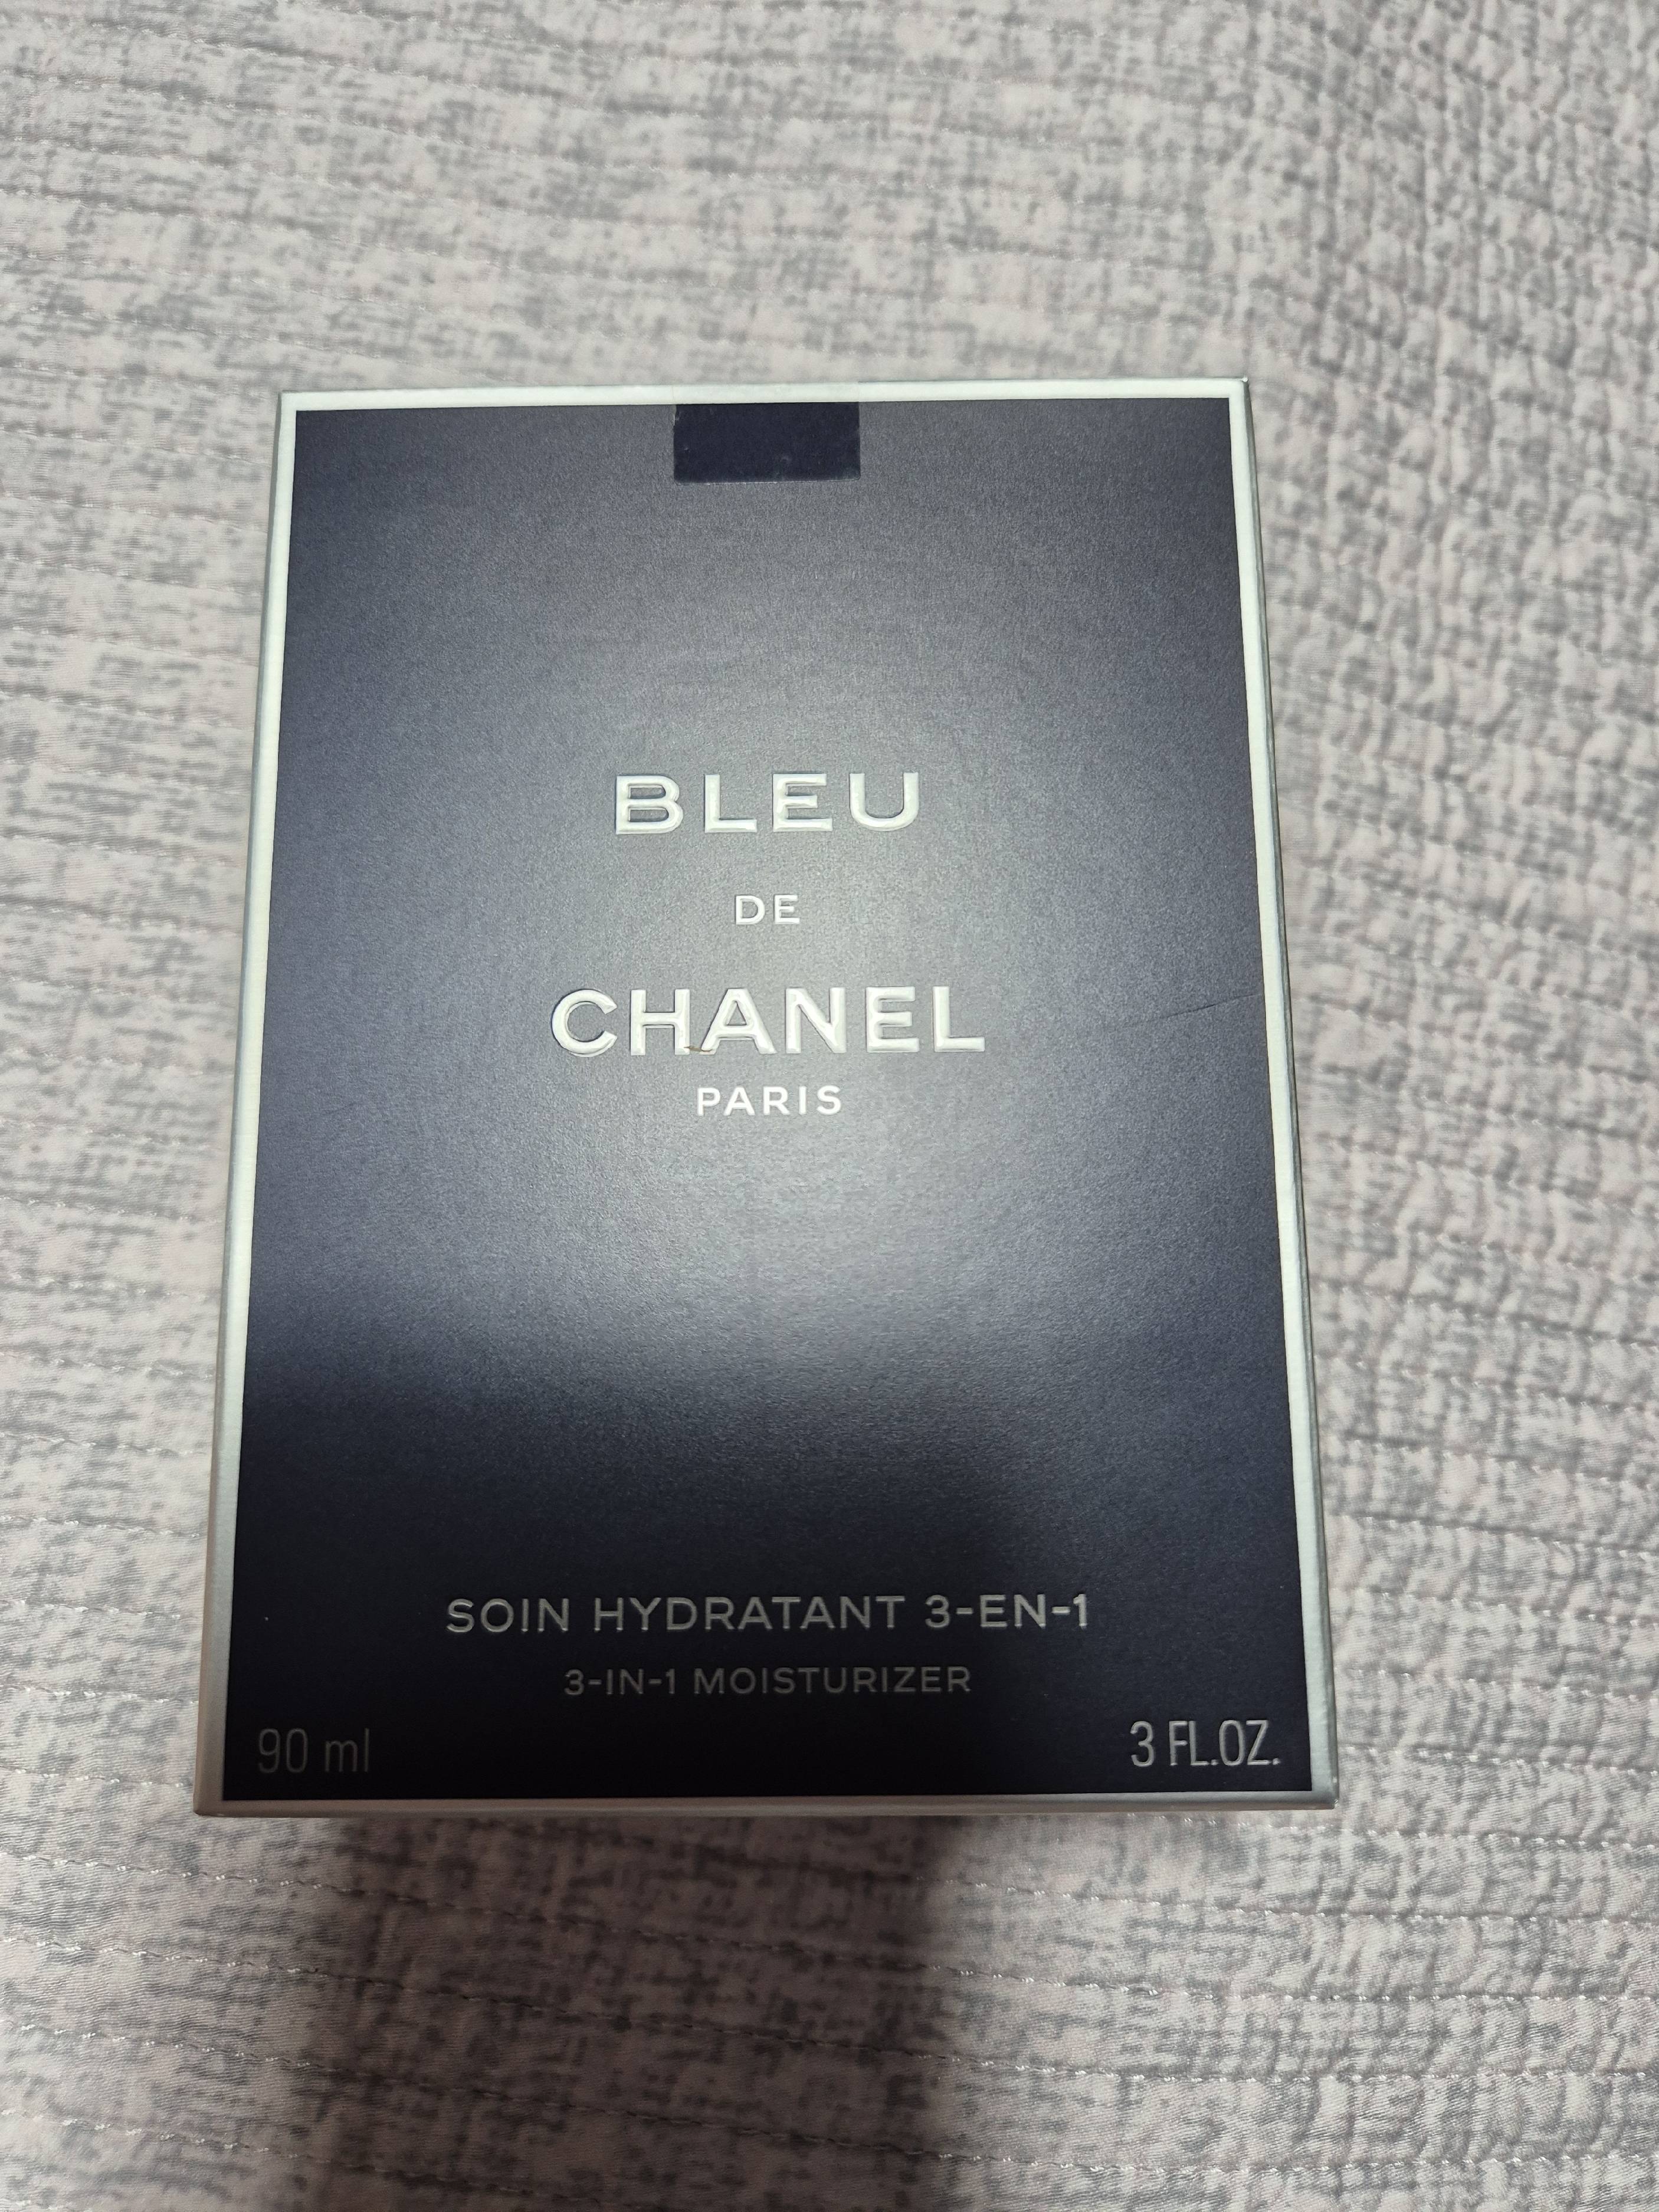 BLEU
DE
CHANEL
PARIS
SOIN HYDRATANT 3-EN-1
3-IN-1 MOISTURIZER
90 ml 3 FL.OZ.